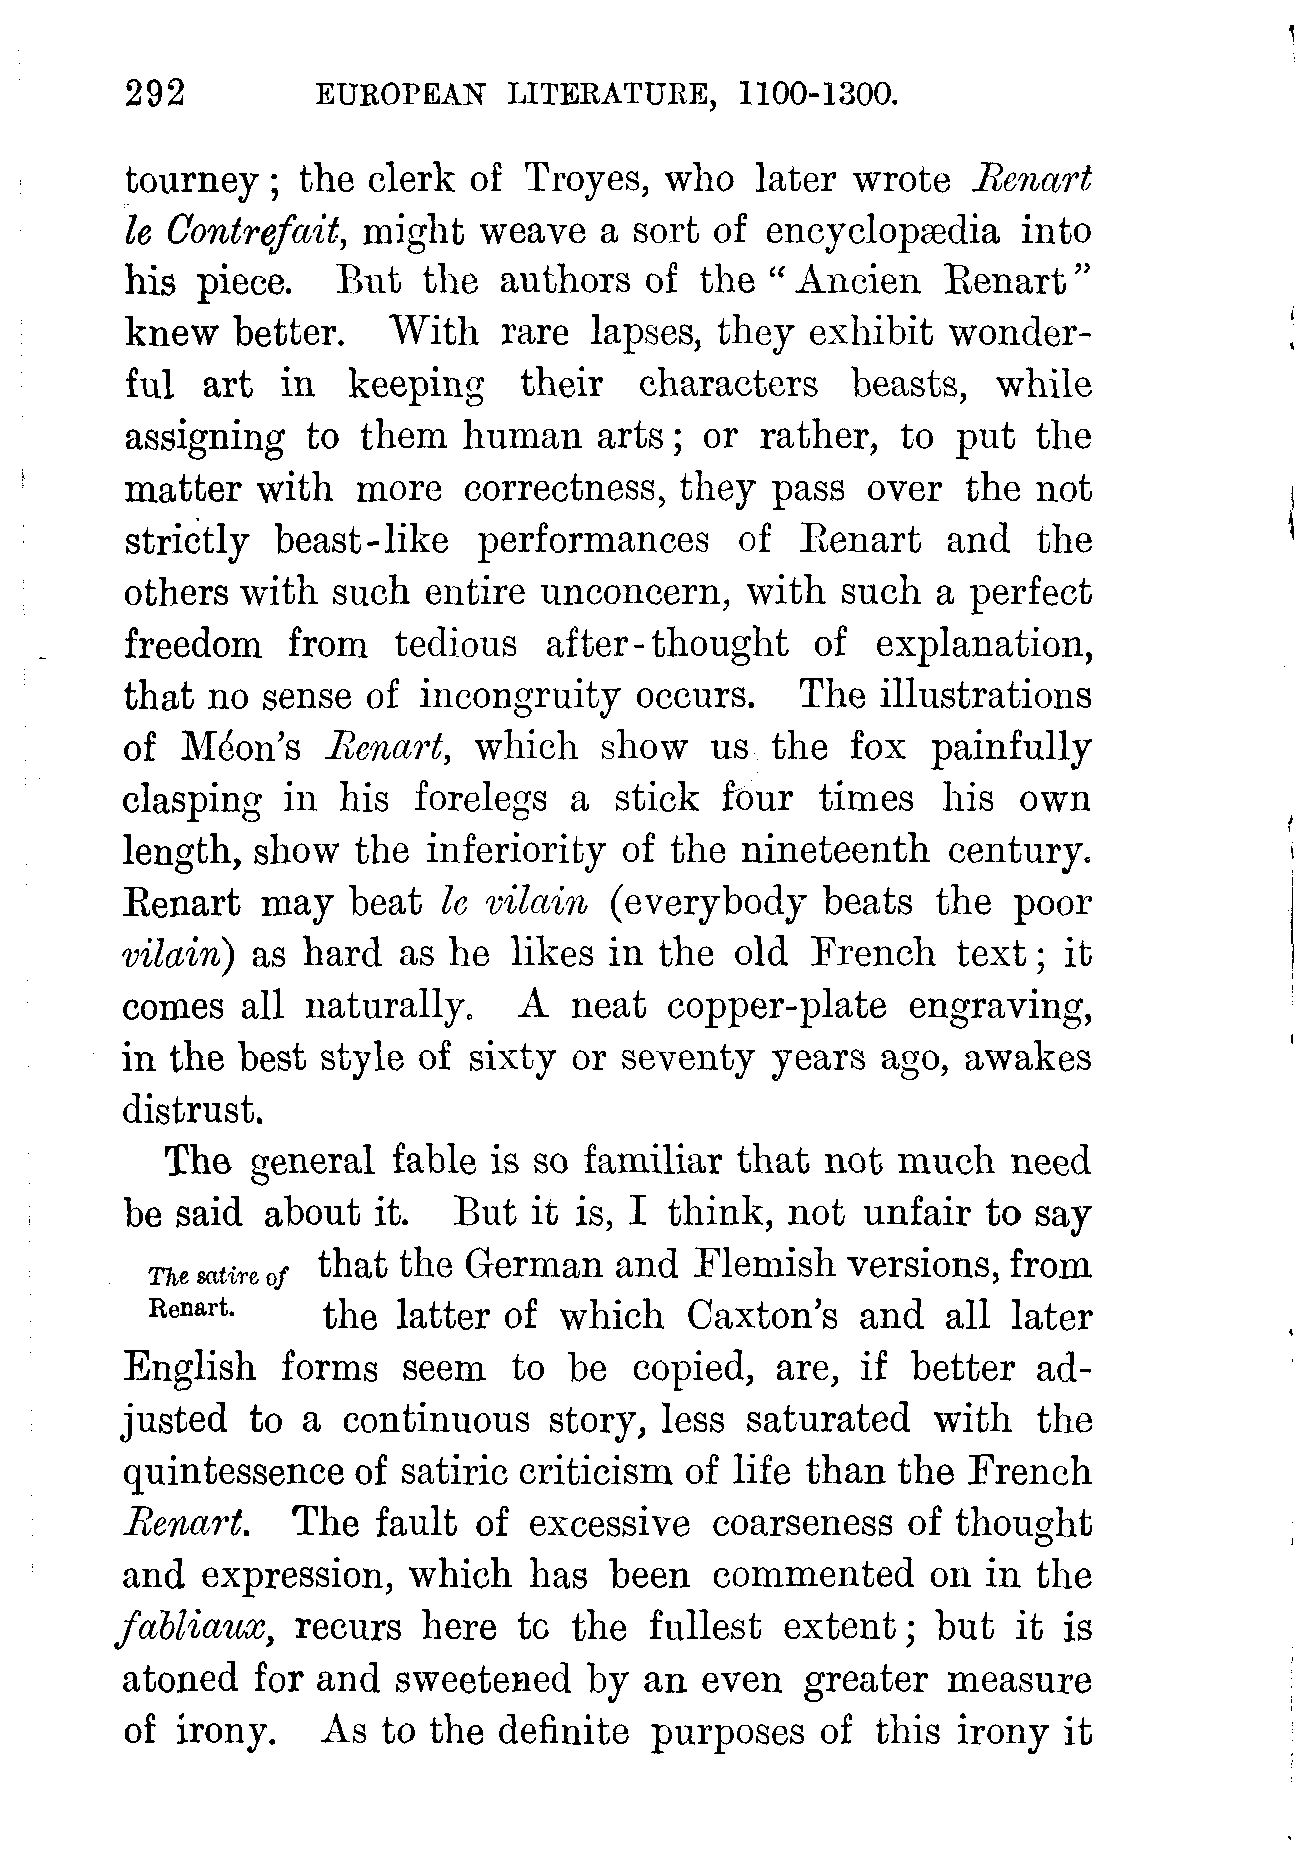 292 EUROPEAN LITERATURE, 1100-1300.
tourney ; the clerk of Troyes, who later wrote Renart
le Contrefait, might weave a sort of encyclopædia into
his piece. But the authors of the " Ancien Renart"
knew better. With rare lapses, they exhibit wonder-
ful art in keeping their characters beasts, while
assigning to them human arts ; or rather, to put the
matter with more correctness, they pass over the not
strictly beast-like performances of Renart and the
others with such entire unconcern, with such a perfect
freedom from tedious after-thought of explanation,
that no sense of incongruity occurs. The illustrations
of Méon's Renart, which show us the fox painfully
clasping in his forelegs a stick four times his own
length, show the inferiority of the nineteenth century.
Renart may beat le vilain (everybody beats the poor
vilain) as hard as he likes in the old French text ; it
comes all naturally. A neat copper-plate engraving,
in the best style of sixty or seventy years ago, awakes
distrust.
The general fable is so familiar that not much need
be said about it. But it is, I think, not unfair to say
The satire of that the German and Flemish versions, from
Renart. the latter of which Caxton's and all later
English forms seem to be copied, are, if better ad-
justed to a continuous story, less saturated with the
quintessence of satiric criticism of life than the French
Renart. The fault of excessive coarseness of thought
and expression, which has been commented on in the
fabliaux, recurs here to the fullest extent ; but it is
atoned for and sweetened by an even greater measure
of irony. As to the definite purposes of this irony it